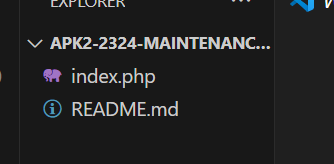 EXPLORER
APK2-2324-MAINTENANC...
index.php
README.md